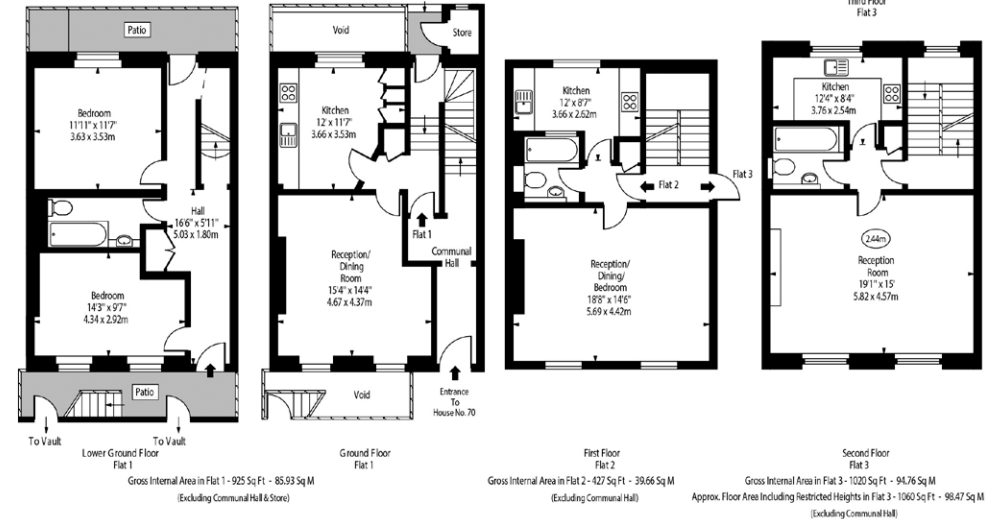 Third Floor
Flat 3
Patio
Bedroom
11'11" x 11'7"
3.63 x 3.53m
Hall
16'6" x 5'11"
5.03 x 1.80m
Bedroom
14'3" x 9'7"
4.34 x 2.92m
Patio
To Vault
To Vault
Lower Ground Floor
Flat 1
Void
Store
Kitchen
12' x 11'7"
3.66 x 3.53m
Flat 1
Communal
Hall
Reception/
Dining
Room
15'4" x 14'4"
4.67 x 4.37m
Void
Entrance
To
House No. 70
Ground Floor
Flat 1
Gross Internal Area in Flat 1 - 925 Sq Ft - 85.93 Sq M
(Excluding Communal Hall & Store)
Kitchen
12' x 8'7"
3.66 x 2.62m
Flat 2
Flat 3
Reception/
Dining/
Bedroom
18'8" x 14'6"
5.69 x 4.42m
First Floor
Flat 2
Gross Internal Area in Flat 2 - 427 Sq Ft - 39.66 Sq M
(Excluding Communal Hall)
Kitchen
12'4" x 8'4"
3.76 x 2.54m
2.44m
Reception
Room
19'1" x 15'
5.82 x 4.57m
Second Floor
Flat 3
Gross Internal Area in Flat 3 - 1020 Sq Ft - 94.76 Sq M
Approx. Floor Area Including Restricted Heights in Flat 3 - 1060 Sq Ft - 98.47 Sq M
(Excluding Communal Hall)